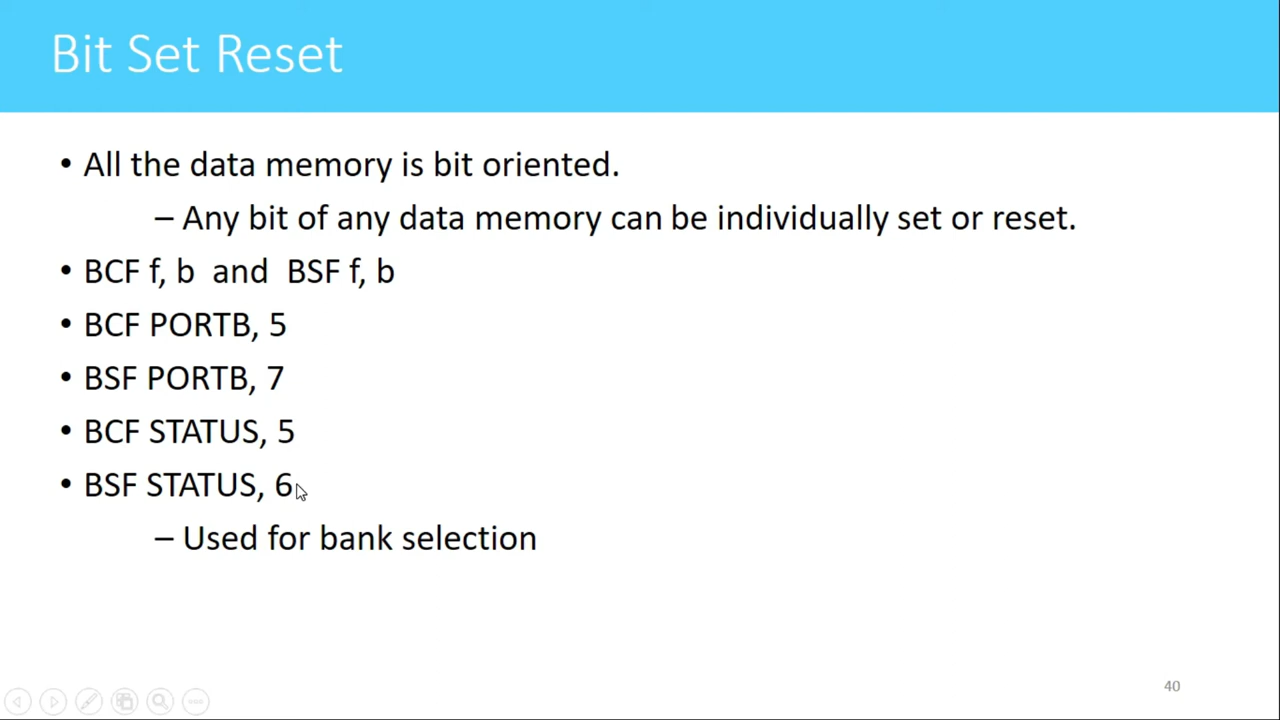 Bit Set Reset
• All the data memory is bit oriented.
– Any bit of any data memory can be individually set or reset.
• BCF f, b and BSF f, b
• BCF PORTB, 5
• BSF PORTB, 7
• BCF STATUS, 5
• BSF STATUS, 6
– Used for bank selection
40